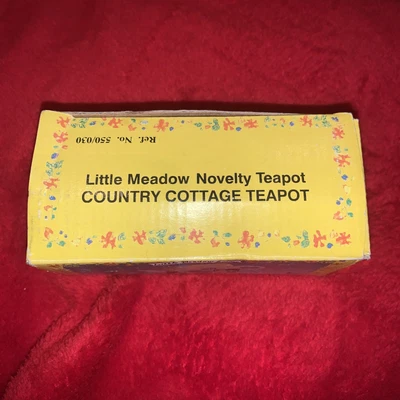 Ref. No. 550/030
Little Meadow Novelty Teapot
COUNTRY COTTAGE TEAPOT